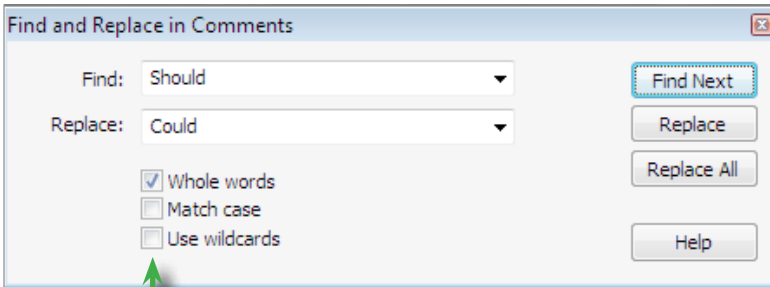 Find and Replace in Comments
Find: Should
Find Next
Replace: Could
Replace
Replace All
Whole words
Match case
Use wildcards
Help